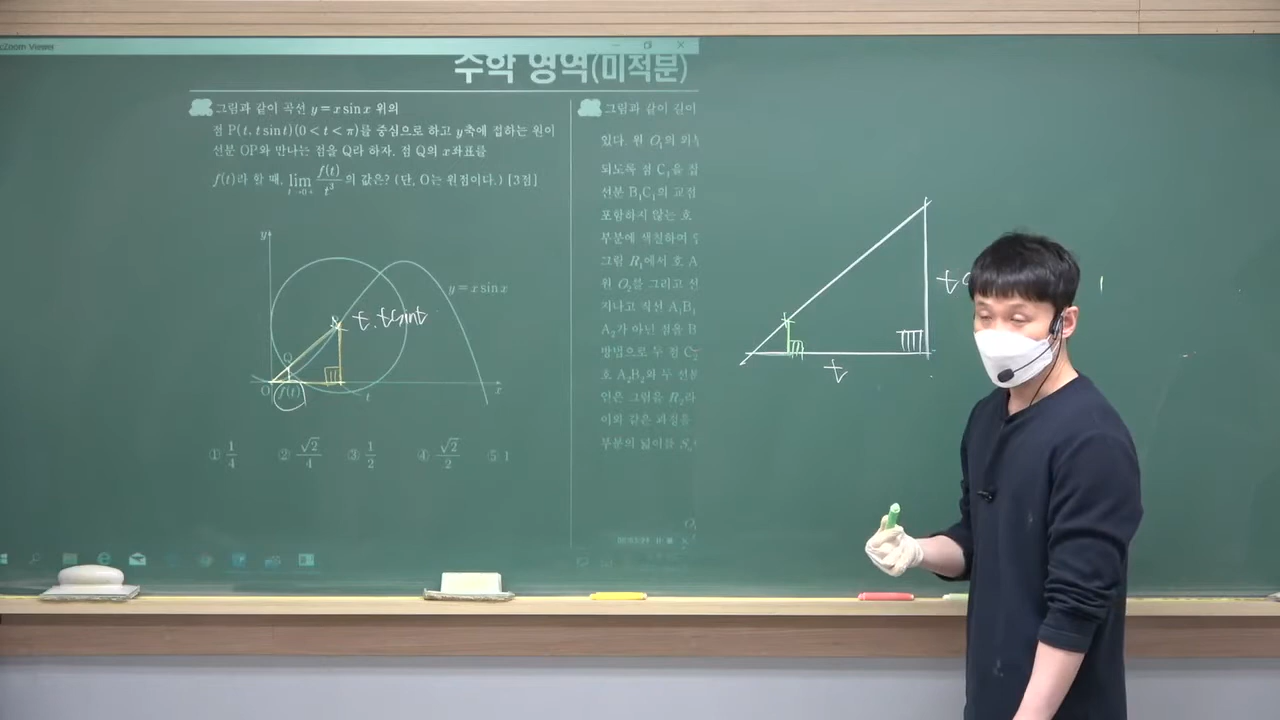 Zoom Viewer
수학 영역(미적분)
그림과 같이 곡선 y=x sin x 위의
점 P(t, t sin t)(0<t<π)를 중심으로 하고 y축에 접하는 원이
선분 OP와 만나는 점을 Q라 하자. 점 Q의 x좌표를
f(t)라 할 때, lim t→0+ f(t)/t³의 값은? (단, O는 원점이다.) [3점]
y
y=x sin x
t, tsint
Q
O
f(t)
t
x
① 1/4 ② √2/4 ③ 1/2 ④ √2/2 ⑤ 1
그림과 같이 길이
있다. 원 O₁의 외부
되도록 점 C₁을 잡
선분 B₁C₁의 교점
포함하지 않는 호
부분에 색칠하여 얻
그림 R₁에서 호 A
원 O₂를 그리고 선
지나고 직선 A₁B₁
A₂가 아닌 점을 B
방법으로 두 점 C₂
호 A₂B₂와 두 선분
얻은 그림을 R₂라
이와 같은 과정을
부분의 넓이를 Sₙ
O₁
t
t